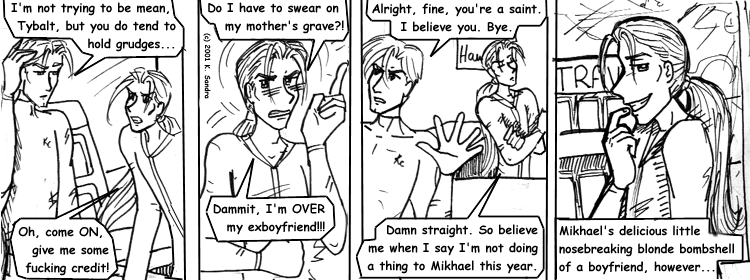 I'm not trying to be mean,
Tybalt, but you do tend to
hold grudges...
Oh, come ON,
give me some
fucking credit!
Do I have to swear on
my mother's grave?!
(c) 2001 K. Sandra
Dammit, I'm OVER
my exboyfriend!!!
Alright, fine, you're a saint.
I believe you. Bye.
Ha
Damn straight. So believe
me when I say I'm not doing
a thing to Mikhael this year.
TRAV
Mikhael's delicious little
nosebreaking blonde bombshell
of a boyfriend, however...